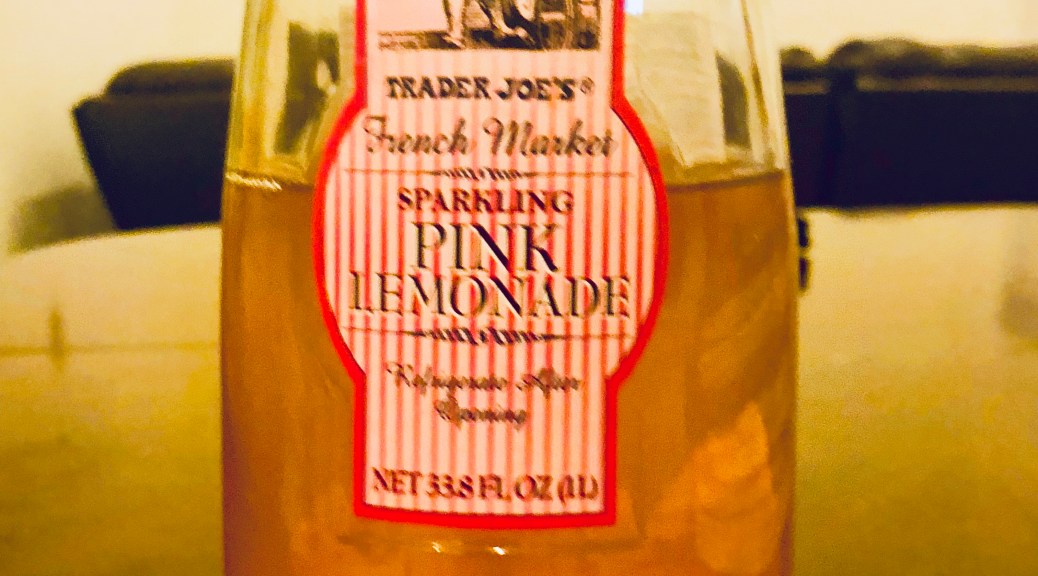 TRADER JOE'S®
French Market
SPARKLING
PINK
LEMONADE
Refrigerate After
Opening
NET 33.8 FL OZ (1L)